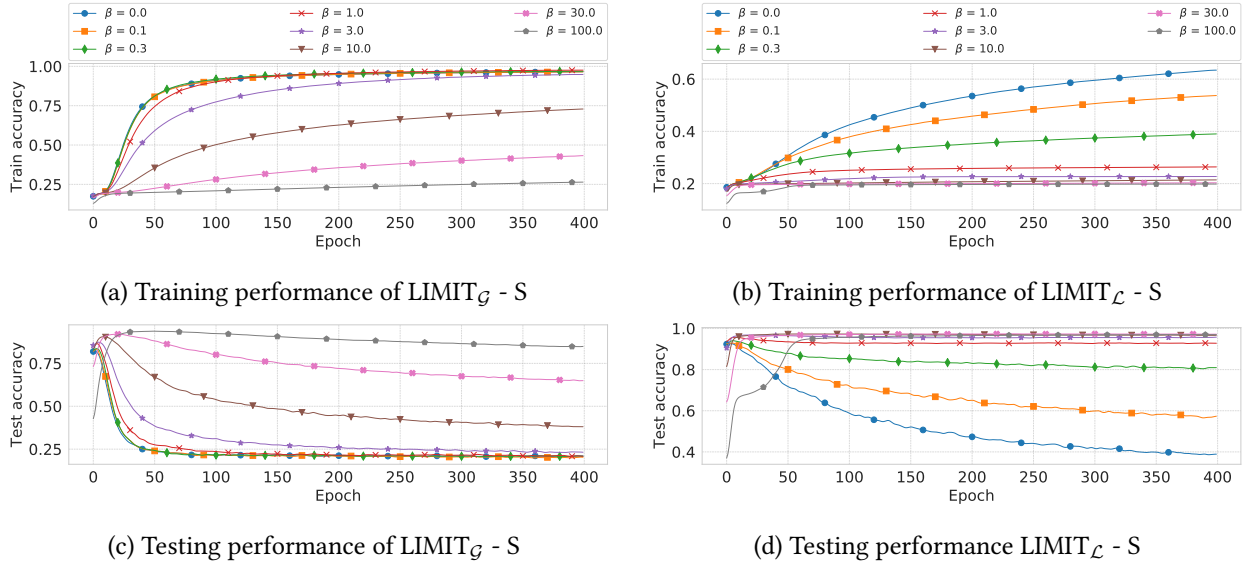 β = 0.0 β = 1.0 β = 30.0
β = 0.1 β = 3.0 β = 100.0
β = 0.3 β = 10.0
1.00
0.75
0.50
0.25
Train accuracy
0 50 100 150 200 250 300 350 400
Epoch
(a) Training performance of LIMIT𝒢 - S
β = 0.0 β = 1.0 β = 30.0
β = 0.1 β = 3.0 β = 100.0
β = 0.3 β = 10.0
0.6
0.4
0.2
Train accuracy
0 50 100 150 200 250 300 350 400
Epoch
(b) Training performance of LIMITℒ - S
0.75
0.50
0.25
Test accuracy
0 50 100 150 200 250 300 350 400
Epoch
(c) Testing performance of LIMIT𝒢 - S
1.0
0.8
0.6
0.4
Test accuracy
0 50 100 150 200 250 300 350 400
Epoch
(d) Testing performance LIMITℒ - S